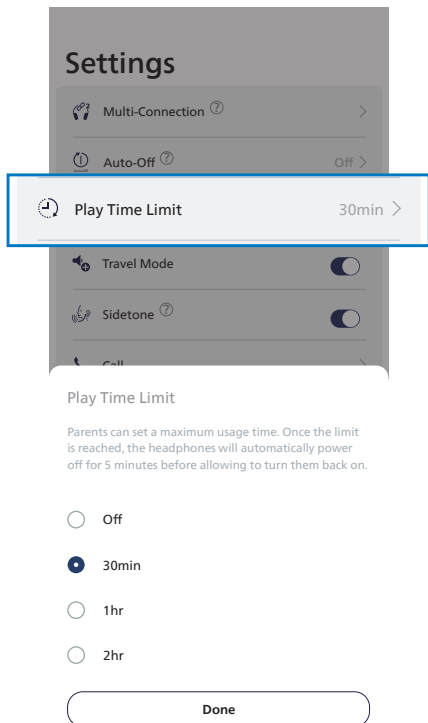 Settings
Multi-Connection ?
Auto-Off ? Off >
Play Time Limit 30min >
Travel Mode
Sidetone ?
Call
Play Time Limit
Parents can set a maximum usage time. Once the limit
is reached, the headphones will automatically power
off for 5 minutes before allowing to turn them back on.
Off
30min
1hr
2hr
Done